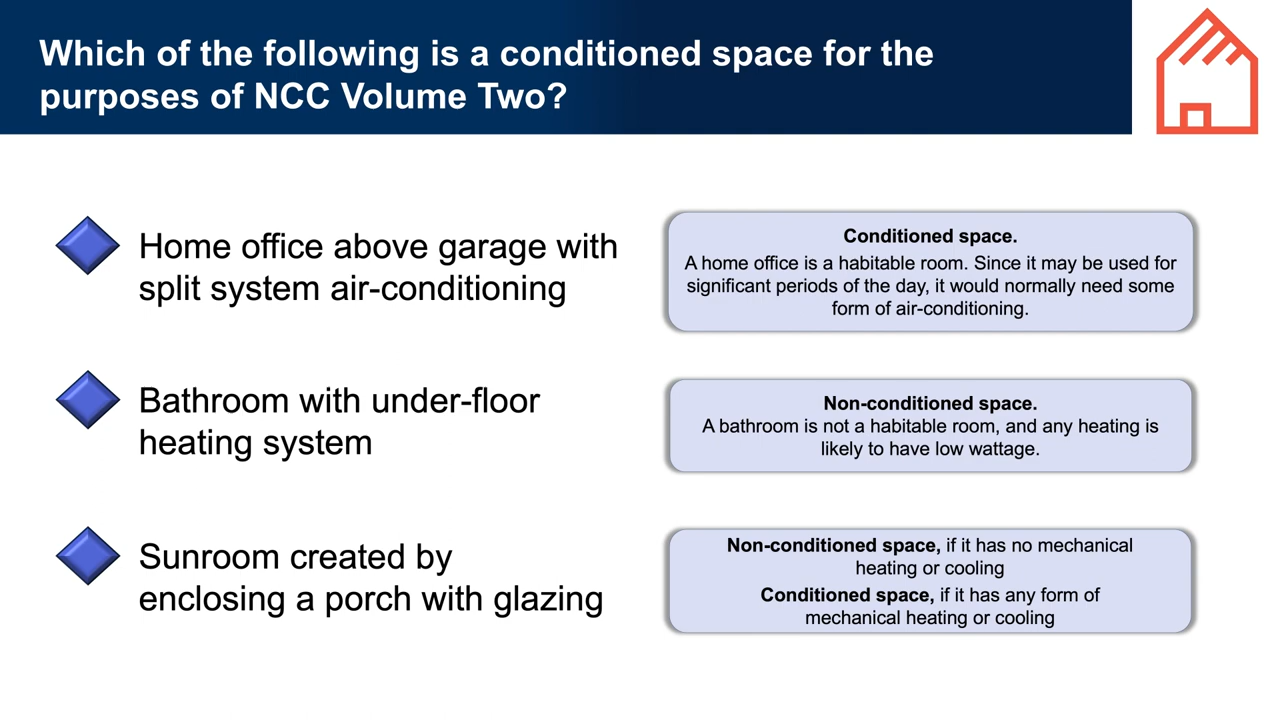 Which of the following is a conditioned space for the
purposes of NCC Volume Two?
Home office above garage with
split system air-conditioning
Conditioned space.
A home office is a habitable room. Since it may be used for
significant periods of the day, it would normally need some
form of air-conditioning.
Bathroom with under-floor
heating system
Non-conditioned space.
A bathroom is not a habitable room, and any heating is
likely to have low wattage.
Sunroom created by
enclosing a porch with glazing
Non-conditioned space, if it has no mechanical
heating or cooling
Conditioned space, if it has any form of
mechanical heating or cooling